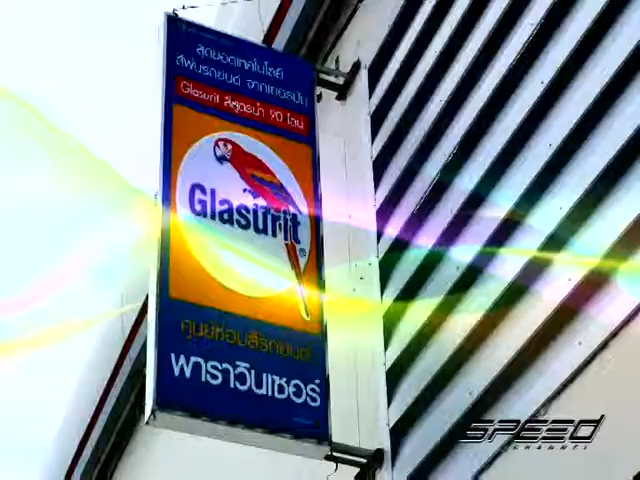 สุดยอดเทคโนโลยี
สีพ่นรถยนต์ จากเยอรมัน
Glasurit สีสูตรน้ำ 90 ไลน์
Glasurit
®
ศูนย์ซ่อมสีรถยนต์
พาราวินเซอร์
SPEED
CHANNEL